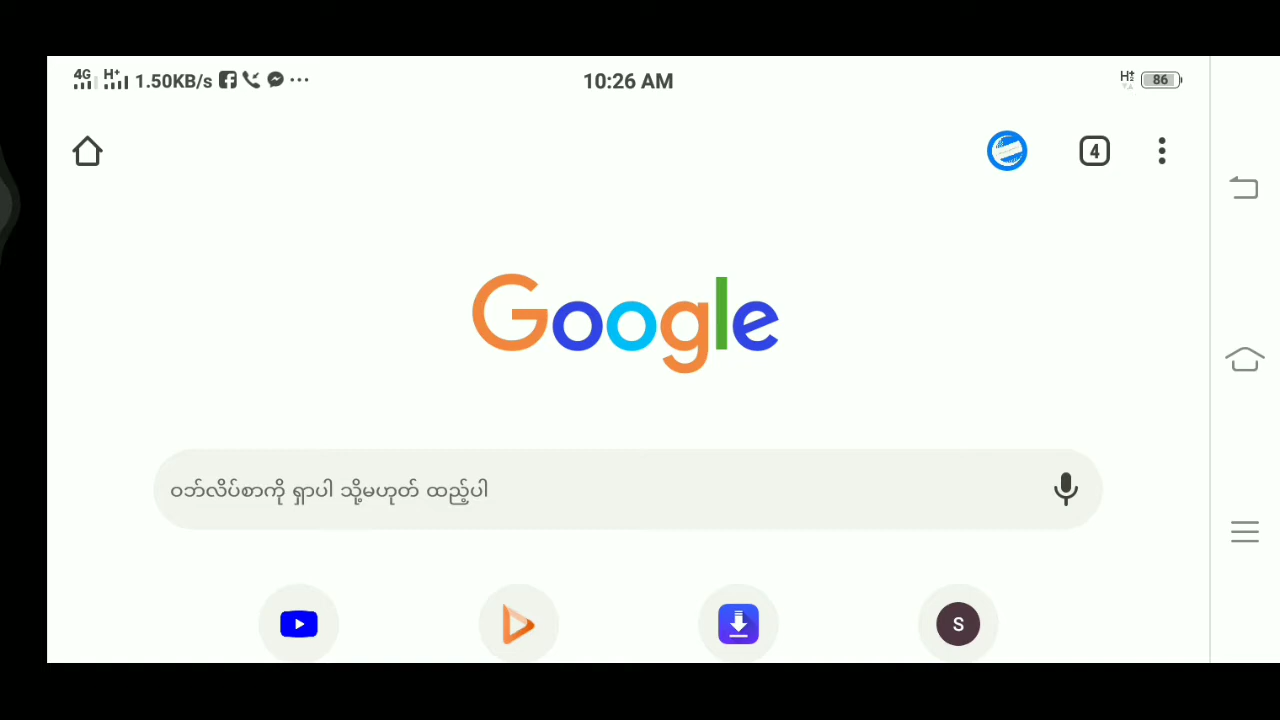 4G H+ 1.50KB/s ... 10:26 AM 86
4
Google
ဝဘ်လိပ်စာကို ရှာပါ သို့မဟုတ် ထည့်ပါ
S